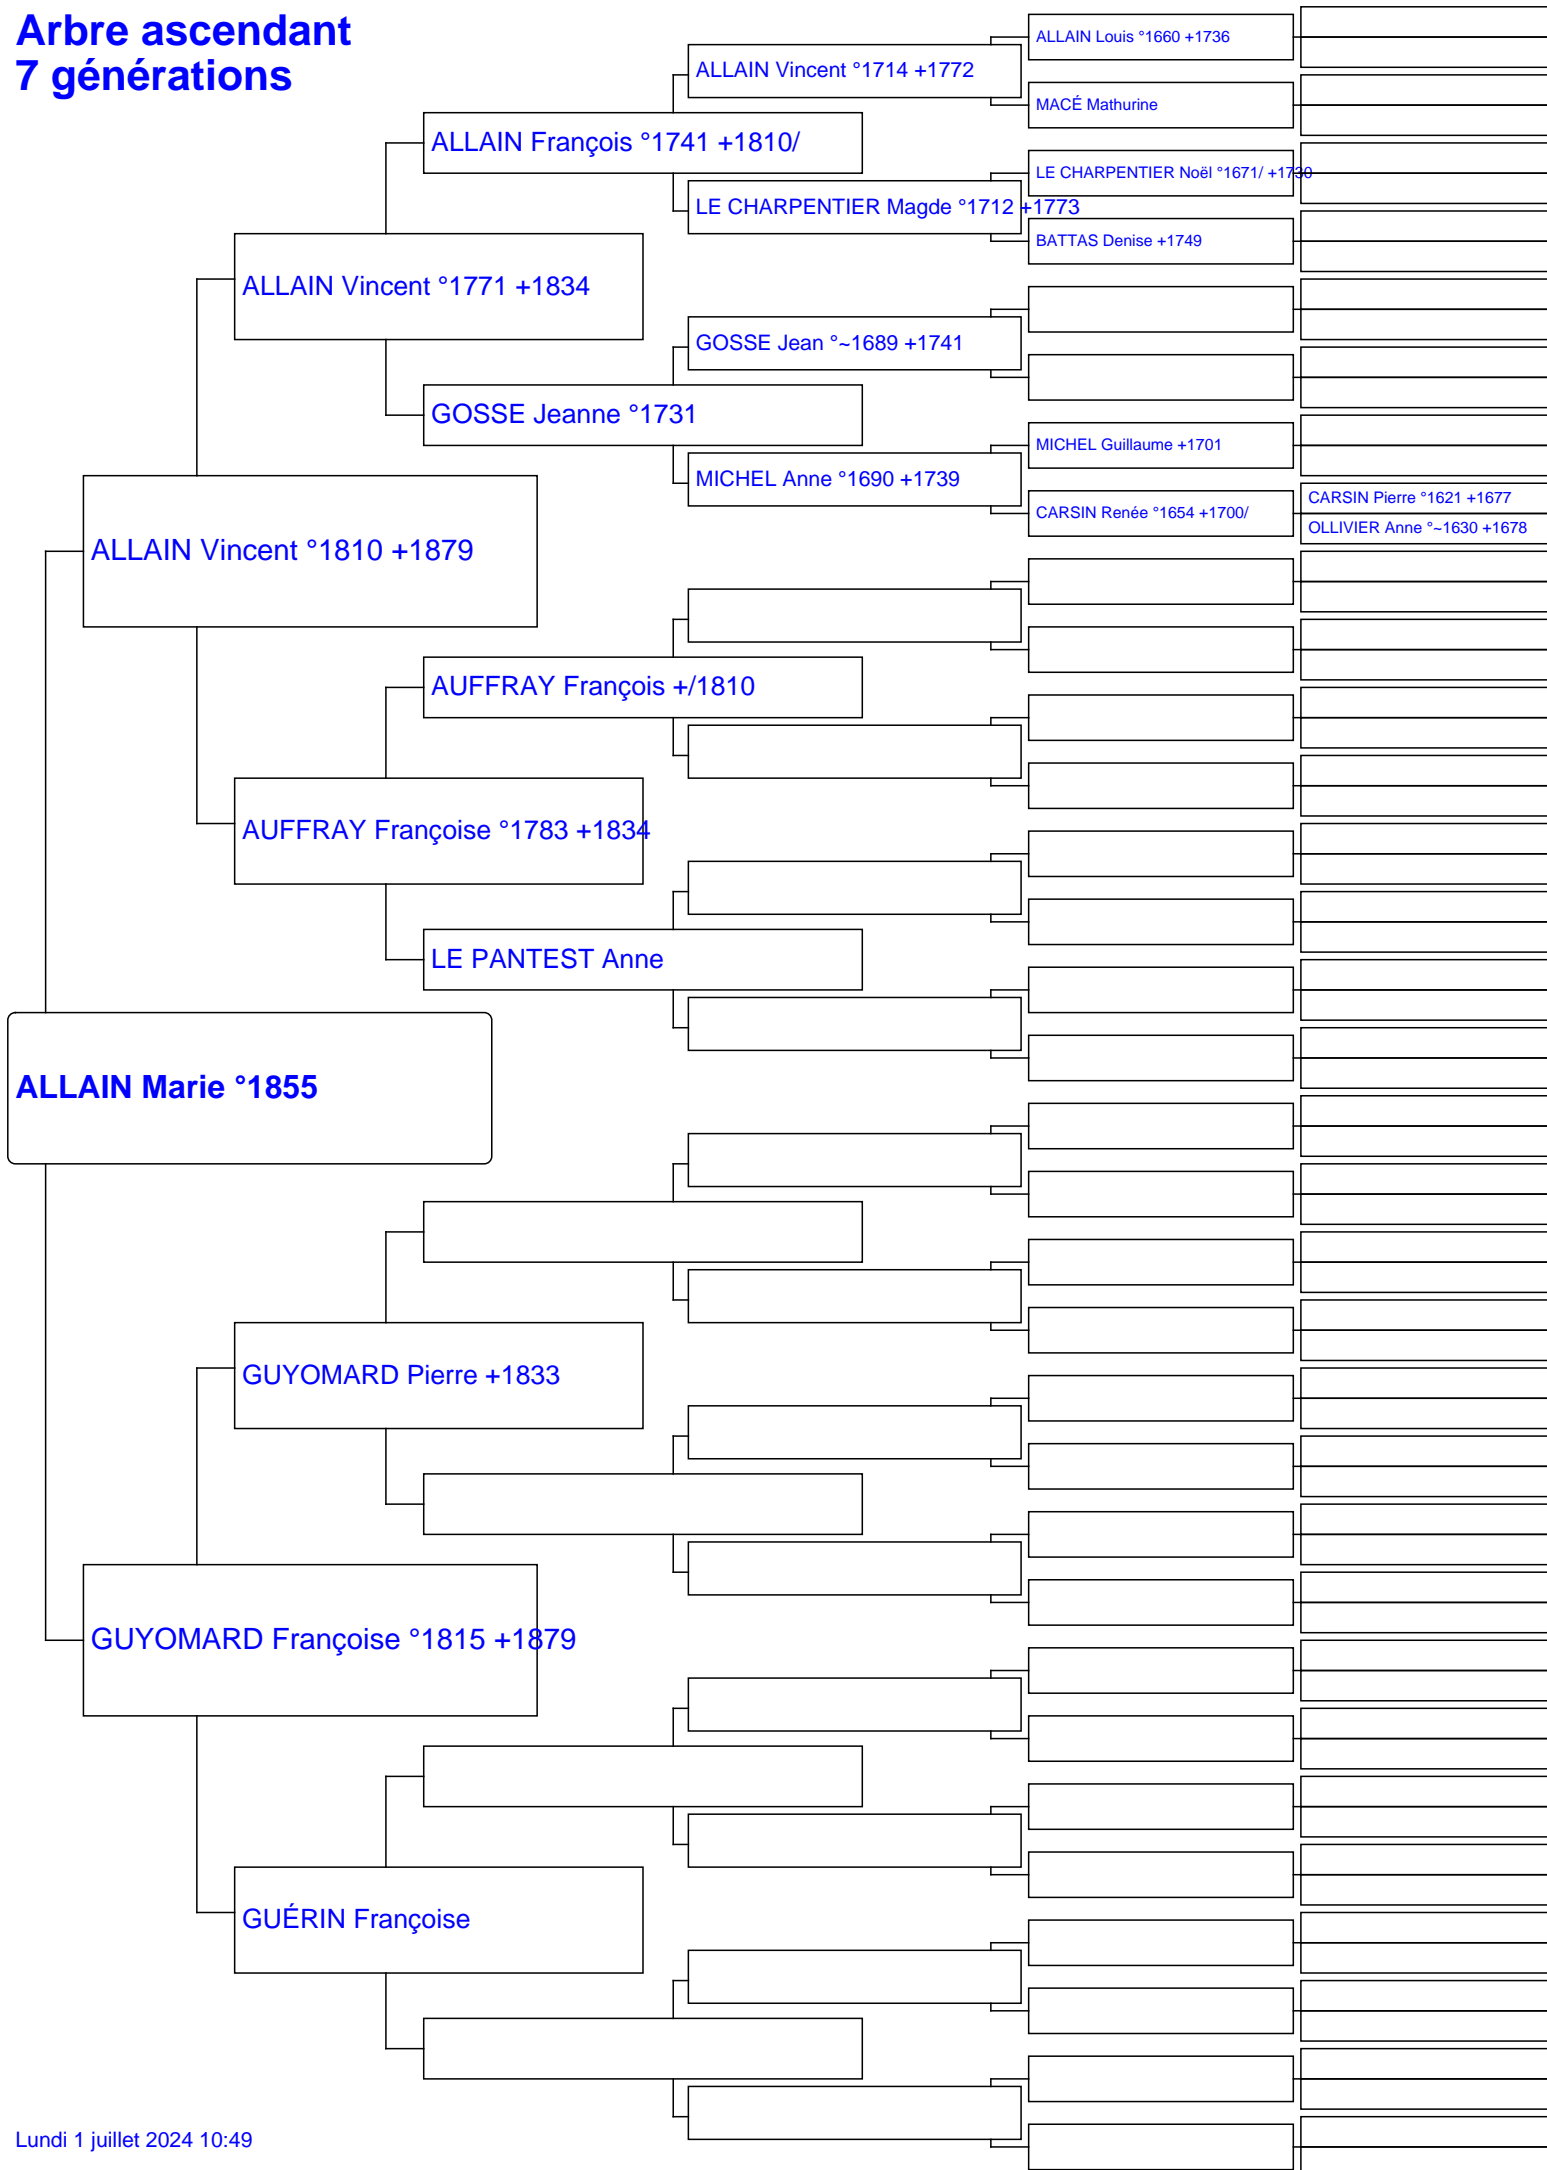 Arbre ascendant
7 générations
ALLAIN Louis °1660 +1736
ALLAIN Vincent °1714 +1772
MACÉ Mathurine
ALLAIN François °1741 +1810/
LE CHARPENTIER Noël °1671/ +1730
LE CHARPENTIER Magde °1712 +1773
BATTAS Denise +1749
ALLAIN Vincent °1771 +1834
GOSSE Jean °~1689 +1741
GOSSE Jeanne °1731
MICHEL Guillaume +1701
MICHEL Anne °1690 +1739
CARSIN Pierre °1621 +1677
CARSIN Renée °1654 +1700/
OLLIVIER Anne °~1630 +1678
ALLAIN Vincent °1810 +1879
AUFFRAY François +/1810
AUFFRAY Françoise °1783 +1834
LE PANTEST Anne
ALLAIN Marie °1855
GUYOMARD Pierre +1833
GUYOMARD Françoise °1815 +1879
GUÉRIN Françoise
Lundi 1 juillet 2024 10:49